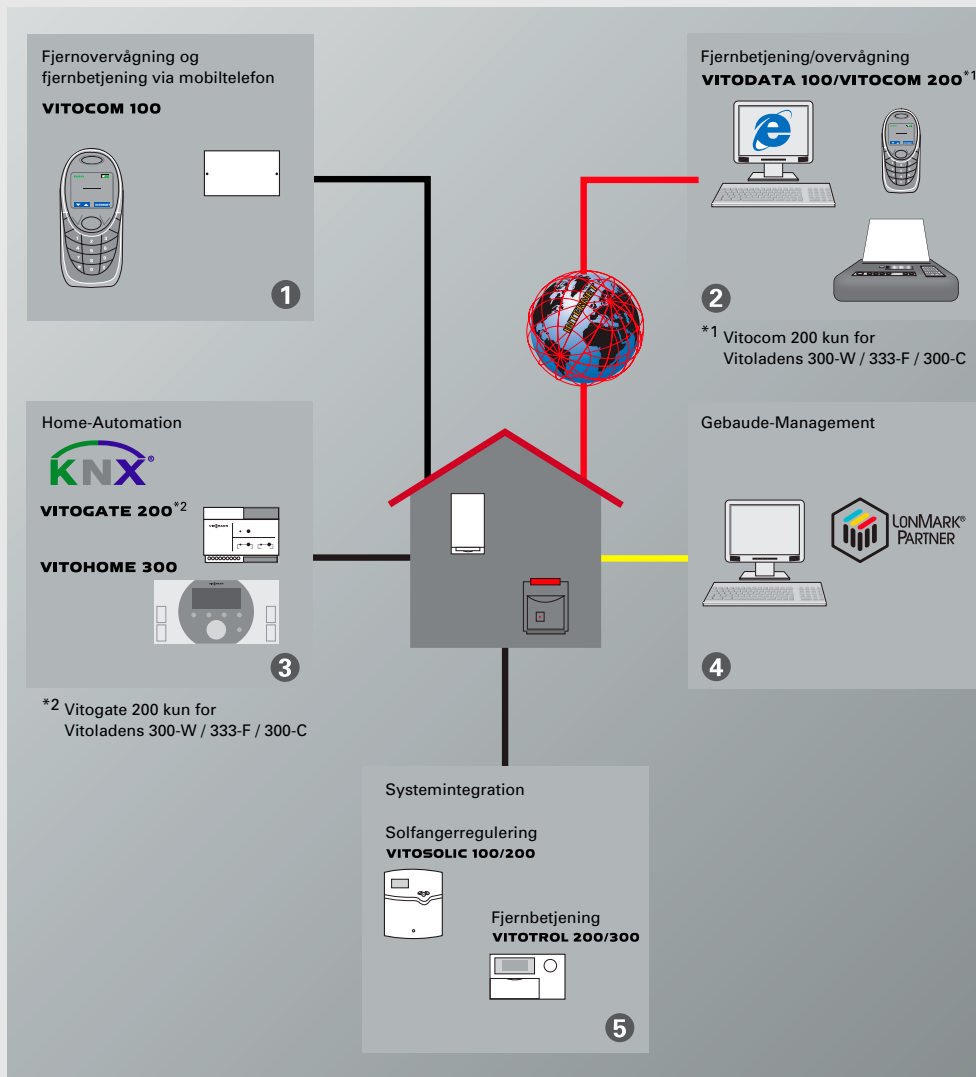 Fjernovervågning og
fjernbetjening via mobiltelefon
VITOCOM 100
1
Fjernbetjening/overvågning
VITODATA 100/VITOCOM 200*1
INTERNET
2
*1 Vitocom 200 kun for
Vitoladens 300-W / 333-F / 300-C
Home-Automation
KNX®
VITOGATE 200*2
VITOHOME 300
3
*2 Vitogate 200 kun for
Vitoladens 300-W / 333-F / 300-C
Gebaude-Management
LONMARK®
PARTNER
4
Systemintegration
Solfangerregulering
VITOSOLIC 100/200
Fjernbetjening
VITOTROL 200/300
5